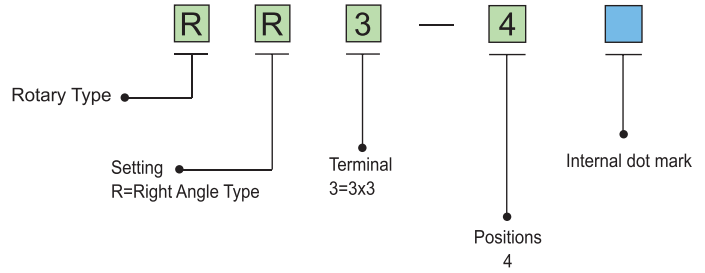 R R 3 — 4
Rotary Type
Setting
R=Right Angle Type
Terminal
3=3x3
Internal dot mark
Positions
4